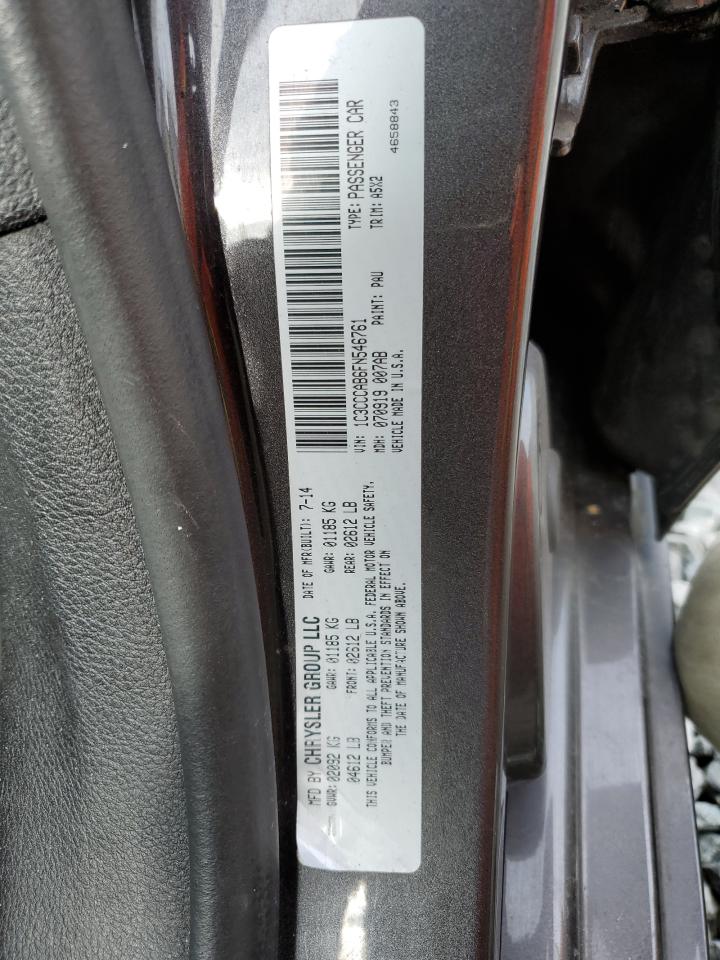 MFD BY CHRYSLER GROUP LLC DATE OF MFR(BUILT): 7-14
GVWR: 02092 KG GAWR: 01185 KG GAWR: 01185 KG
04612 LB FRONT: 02612 LB REAR: 02612 LB
THIS VEHICLE CONFORMS TO ALL APPLICABLE U.S.A. FEDERAL MOTOR VEHICLE SAFETY,
BUMPER AND THEFT PREVENTION STANDARDS IN EFFECT ON
THE DATE OF MANUFACTURE SHOWN ABOVE.
VIN: 1C3CCCAB6FN546761 TYPE: PASSENGER CAR
MDH: 070919 007AB PAINT: PAU TRIM: A5X2
VEHICLE MADE IN U.S.A. 4658843